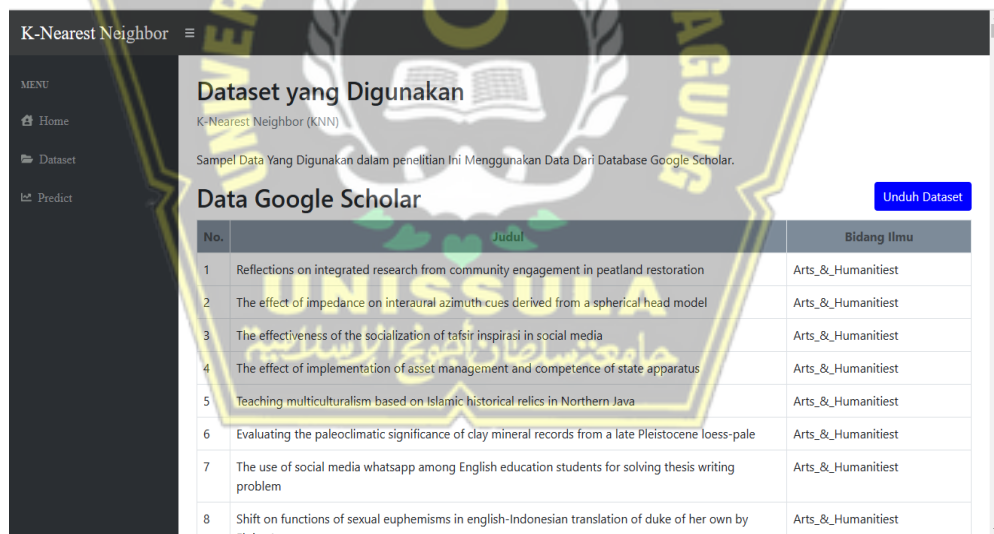 K-Nearest Neighbor
MENU
Home
Dataset
Predict
Dataset yang Digunakan
K-Nearest Neighbor (KNN)
Sampel Data Yang Digunakan dalam penelitian Ini Menggunakan Data Dari Database Google Scholar.
Data Google Scholar
Unduh Dataset
No. Judul Bidang Ilmu
1 Reflections on integrated research from community engagement in peatland restoration Arts_&_Humanitiest
2 The effect of impedance on interaural azimuth cues derived from a spherical head model Arts_&_Humanitiest
3 The effectiveness of the socialization of tafsir inspirasi in social media Arts_&_Humanitiest
4 The effect of implementation of asset management and competence of state apparatus Arts_&_Humanitiest
5 Teaching multiculturalism based on Islamic historical relics in Northern Java Arts_&_Humanitiest
6 Evaluating the paleoclimatic significance of clay mineral records from a late Pleistocene loess-pale Arts_&_Humanitiest
7 The use of social media whatsapp among English education students for solving thesis writing Arts_&_Humanitiest
problem
8 Shift on functions of sexual euphemisms in english-Indonesian translation of duke of her own by Arts_&_Humanitiest
UNISSULA
جامعة سلطان أجونج الإسلامية
AGUNG